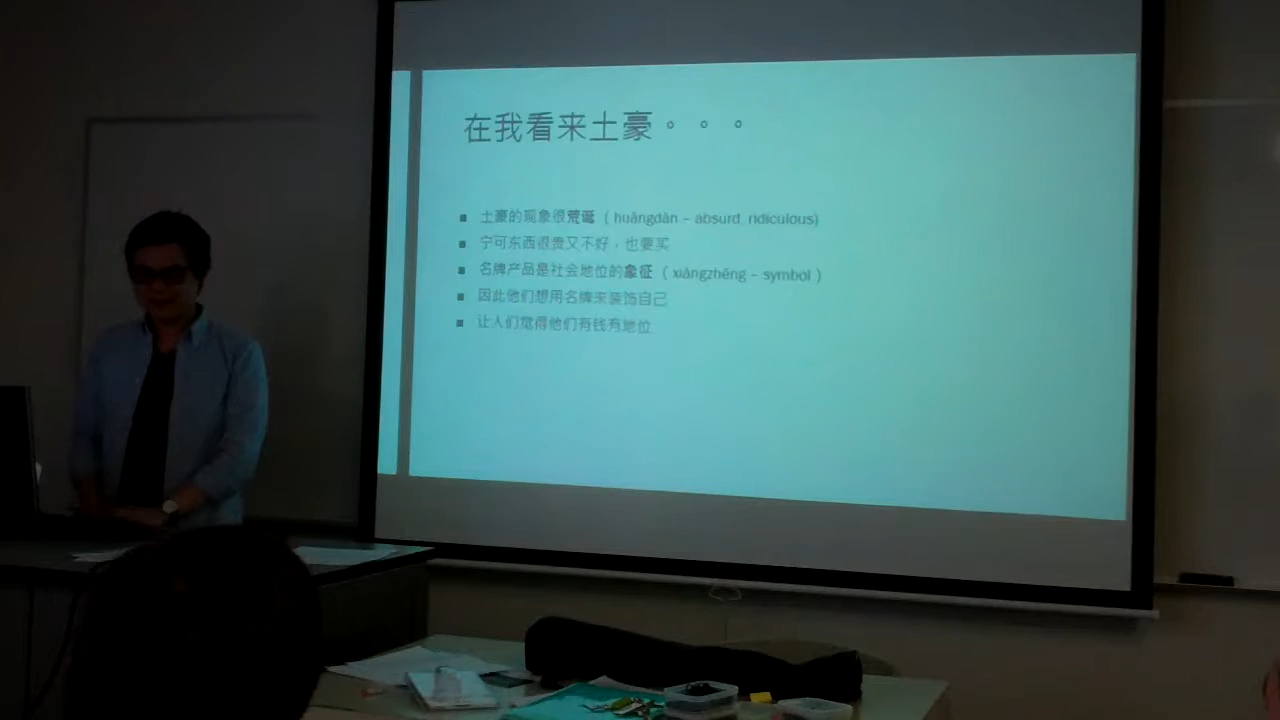 在我看来土豪。。。
土豪的现象很荒诞（huāngdàn – absurd, ridiculous)
宁可东西很贵又不好，也要买
名牌产品是社会地位的象征（xiàngzhēng – symbol）
因此他们想用名牌来装饰自己
让人们觉得他们有钱有地位